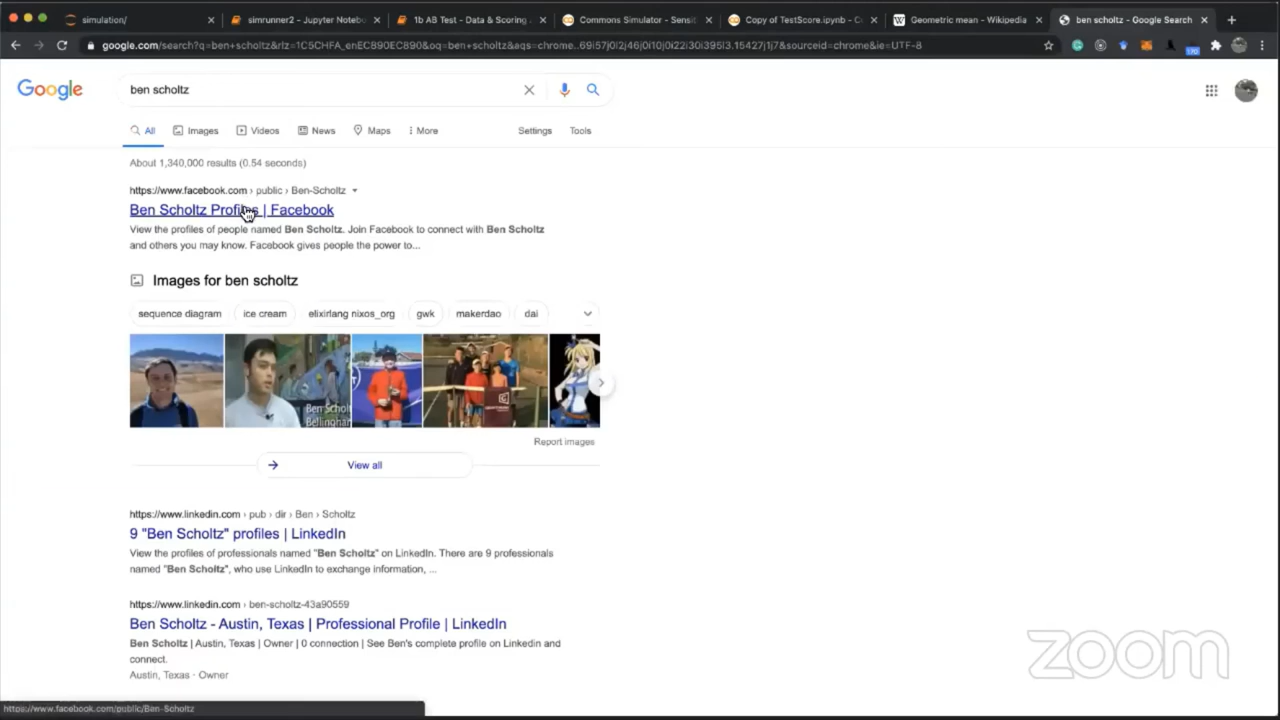 simulation/
simrunner2 - Jupyter Notebo
1b AB Test - Data & Scoring
Commons Simulator - Sensit
Copy of TestScore.ipynb - C
Geometric mean - Wikipedia
ben scholtz - Google Search
google.com/search?q=ben+scholtz&rlz=1C5CHFA_enEC890EC890&oq=ben+scholtz&aqs=chrome..69i57j0l2j46j0i10j0i22i30i395l3.15427j1j7&sourceid=chrome&ie=UTF-8
170
Google
ben scholtz
All
Images
Videos
News
Maps
More
Settings
Tools
About 1,340,000 results (0.54 seconds)
https://www.facebook.com › public › Ben-Scholtz
Ben Scholtz Profiles | Facebook
View the profiles of people named Ben Scholtz. Join Facebook to connect with Ben Scholtz
and others you may know. Facebook gives people the power to...
Images for ben scholtz
sequence diagram
ice cream
elixirlang nixos_org
gwk
makerdao
dai
Ben Scholt
Bellingham
Report images
View all
https://www.linkedin.com › pub › dir › Ben › Scholtz
9 "Ben Scholtz" profiles | LinkedIn
View the profiles of professionals named "Ben Scholtz" on LinkedIn. There are 9 professionals
named "Ben Scholtz", who use LinkedIn to exchange information, ...
https://www.linkedin.com › ben-scholtz-43a90559
Ben Scholtz - Austin, Texas | Professional Profile | LinkedIn
Ben Scholtz | Austin, Texas | Owner | 0 connection | See Ben's complete profile on Linkedin and
connect.
Austin, Texas · Owner
zoom
https://www.facebook.com/public/Ben-Scholtz